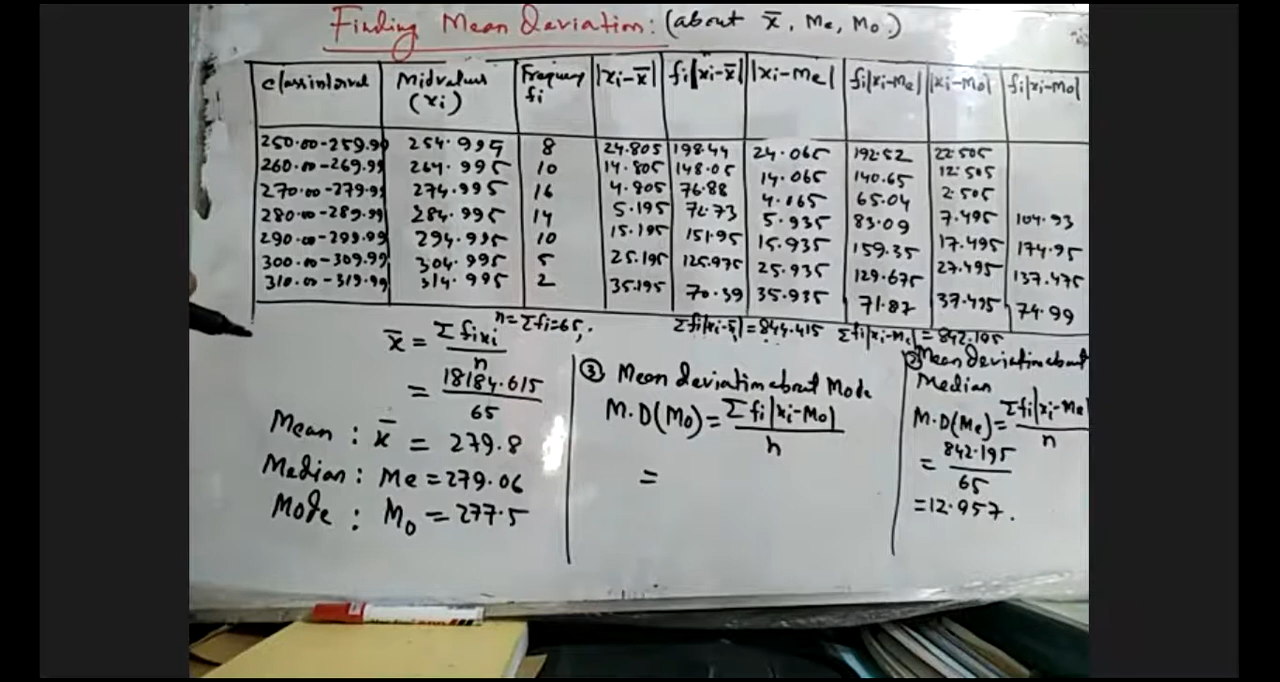 Finding Mean Deviation: (about x̄, Me, Mo.)
class interval Midvalues (xi) Frequency fi |xi-x̄| fi|xi-x̄| |xi-Me| fi|xi-Me| |xi-Mo| fi|xi-Mo|
250.00-259.99 254.995 8 24.805 198.44 24.065 192.52 22.505
260.00-269.99 264.995 10 14.805 148.05 14.065 140.65 12.505
270.00-279.99 274.995 16 4.805 76.88 4.065 65.04 2.505
280.00-289.99 284.995 14 5.195 72.73 5.935 83.09 7.495 104.93
290.00-299.99 294.995 10 15.195 151.95 15.935 159.35 17.495 174.95
300.00-309.99 304.995 5 25.195 125.975 25.935 129.675 27.495 137.475
310.00-319.99 314.995 2 35.195 70.39 35.935 71.87 37.495 74.99
n=Σfi=65; Σfi|xi-x̄|=844.415 Σfi|xi-Me|=842.195
x̄ = Σfixi/n
= 18184.615/65
Mean: x̄ = 279.8
Median: Me = 279.06
Mode: Mo = 277.5
③ Mean deviation about Mode
M.D(Mo) = Σfi|xi-Mo|/n
=
② Mean deviation about
Median
M.D(Me) = Σfi|xi-Me|/n
= 842.195/65
= 12.957.